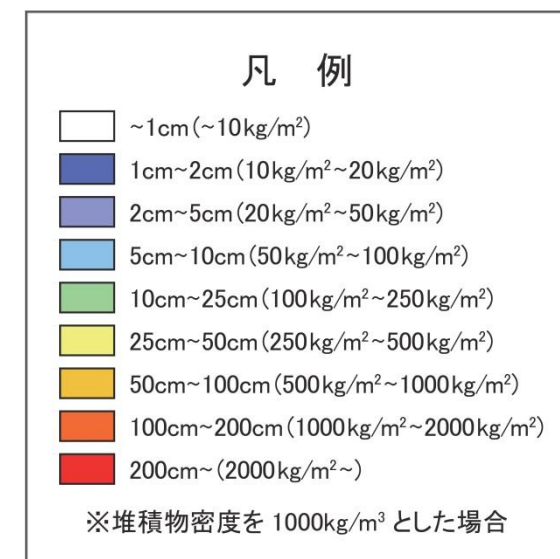 凡 例
~1cm(~10kg/m²)
1cm~2cm(10kg/m²~20kg/m²)
2cm~5cm(20kg/m²~50kg/m²)
5cm~10cm(50kg/m²~100kg/m²)
10cm~25cm(100kg/m²~250kg/m²)
25cm~50cm(250kg/m²~500kg/m²)
50cm~100cm(500kg/m²~1000kg/m²)
100cm~200cm(1000kg/m²~2000kg/m²)
200cm~(2000kg/m²~)
※堆積物密度を 1000kg/m³ とした場合